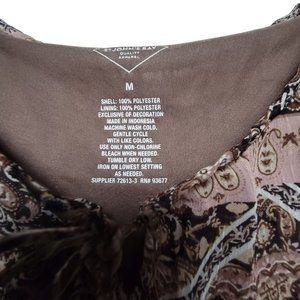 ST. JOHN'S BAY
QUALITY
APPAREL
M
SHELL: 100% POLYESTER
LINING: 100% POLYESTER
EXCLUSIVE OF DECORATION
MADE IN INDONESIA
MACHINE WASH COLD.
GENTLE CYCLE
WITH LIKE COLORS.
USE ONLY NON-CHLORINE
BLEACH WHEN NEEDED.
TUMBLE DRY LOW.
IRON ON LOWEST SETTING
AS NEEDED.
SUPPLIER 72613-3 RN# 93677